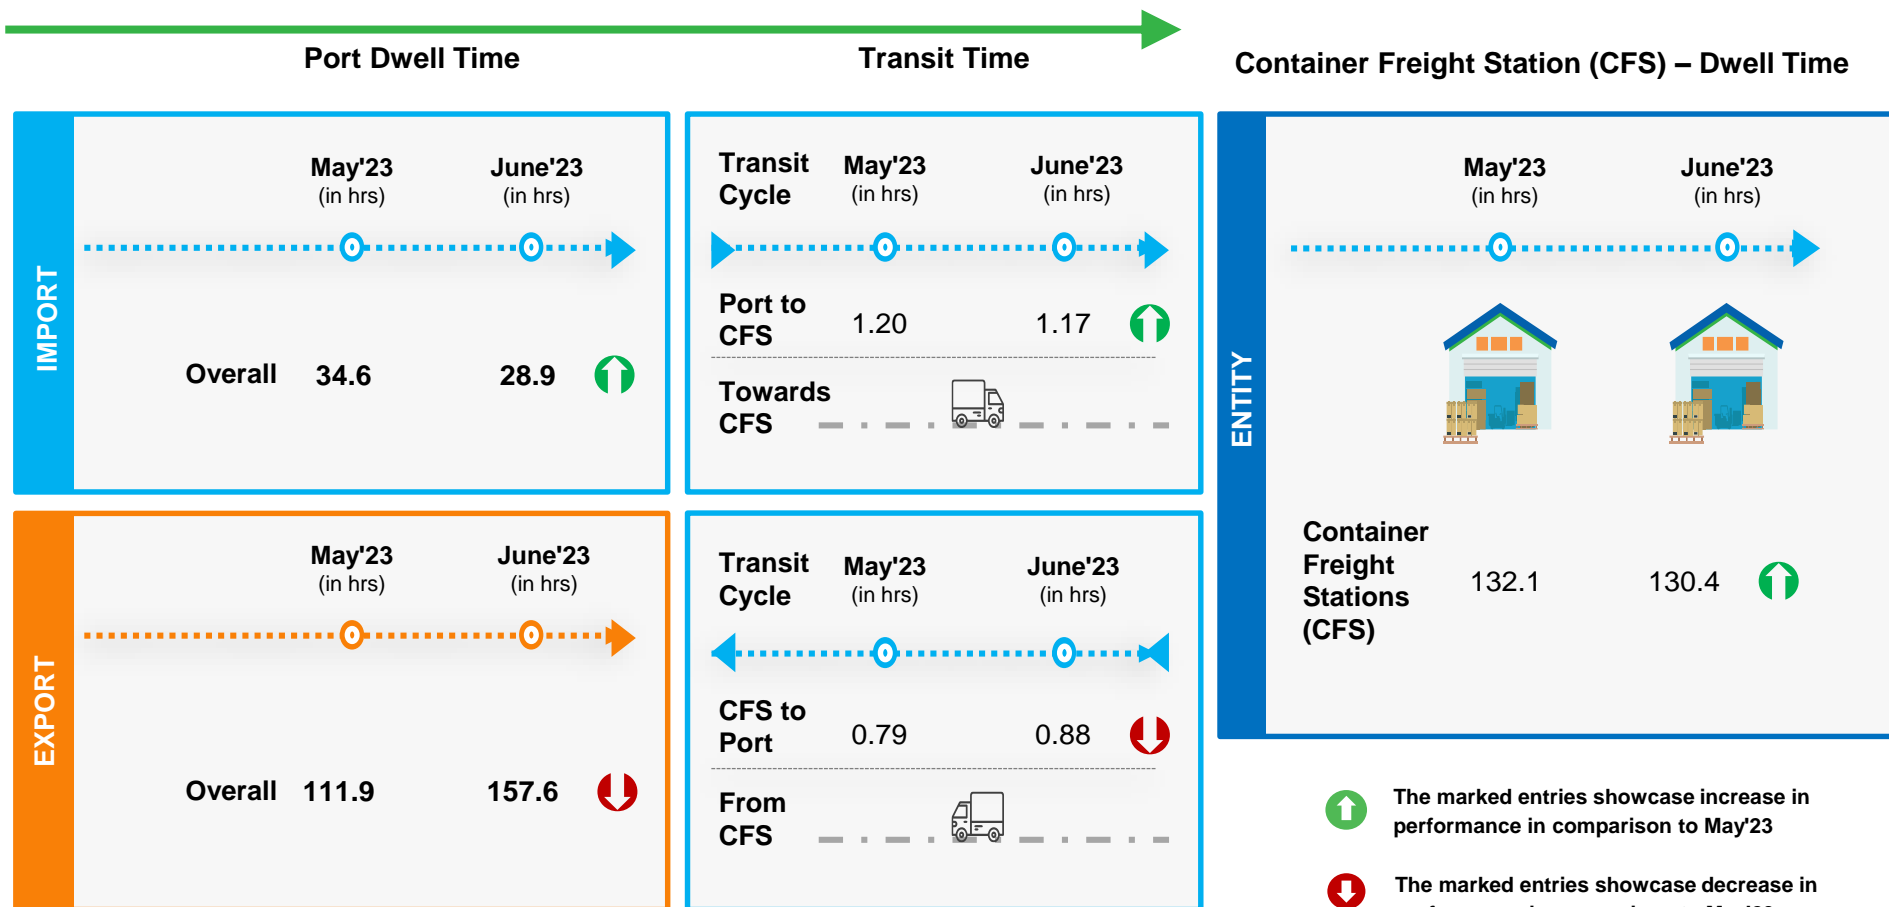 Port Dwell Time
Transit Time
Container Freight Station (CFS) – Dwell Time
IMPORT
May'23
(in hrs)
June'23
(in hrs)
Overall 34.6 28.9
Transit
Cycle
May'23
(in hrs)
June'23
(in hrs)
Port to
CFS
1.20 1.17
Towards
CFS
ENTITY
May'23
(in hrs)
June'23
(in hrs)
Container
Freight
Stations
(CFS)
132.1 130.4
EXPORT
May'23
(in hrs)
June'23
(in hrs)
Overall 111.9 157.6
Transit
Cycle
May'23
(in hrs)
June'23
(in hrs)
CFS to
Port
0.79 0.88
From
CFS
The marked entries showcase increase in
performance in comparison to May'23
The marked entries showcase decrease in